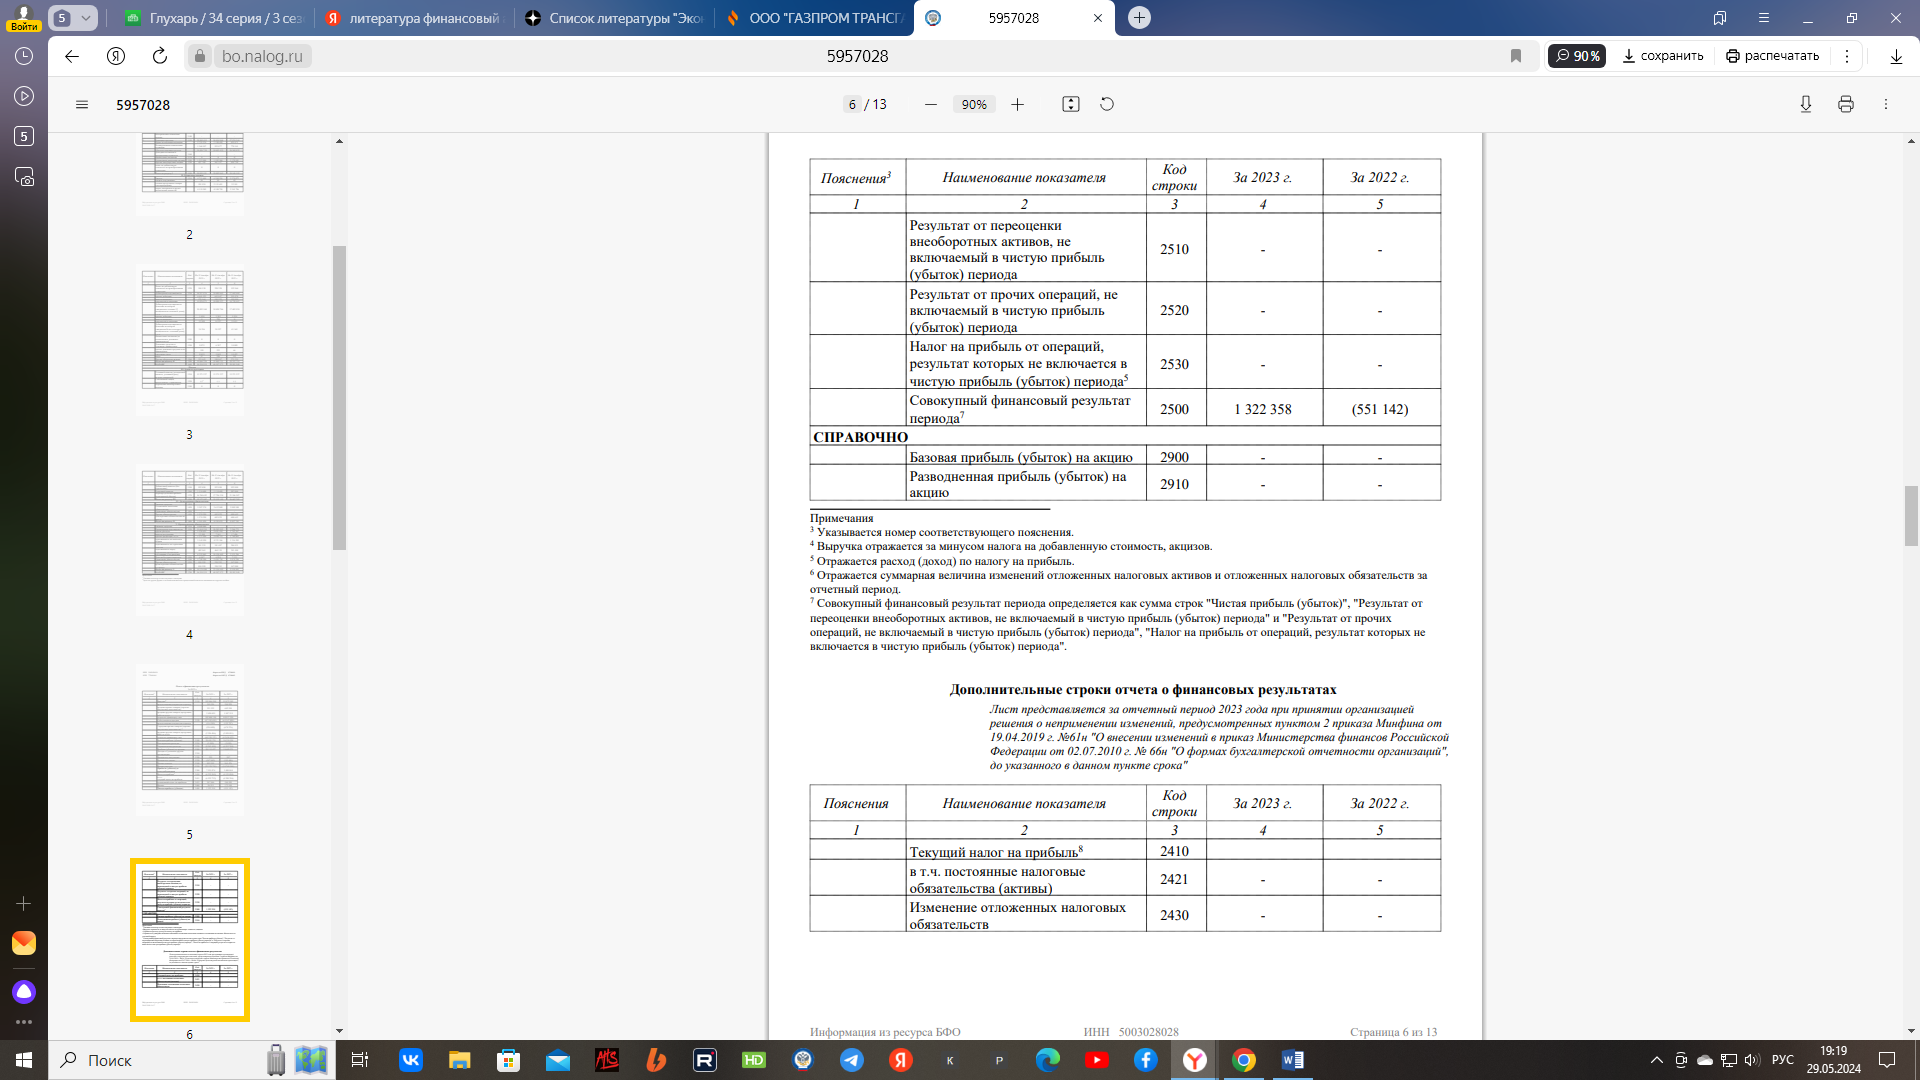 Войти
5
Глухарь / 34 серия / 3 сез
литература финансовый
Список литературы "Экон
ООО "ГАЗПРОМ ТРАНСГА
5957028
bo.nalog.ru
5957028
90%
сохранить
распечатать
5957028
6 / 13
90%
5
2
3
4
5
6
Пояснения³ Наименование показателя Код строки За 2023 г. За 2022 г.
1 2 3 4 5
Результат от переоценки
внеоборотных активов, не
включаемый в чистую прибыль
(убыток) периода
2510 - -
Результат от прочих операций, не
включаемый в чистую прибыль
(убыток) периода
2520 - -
Налог на прибыль от операций,
результат которых не включается в
чистую прибыль (убыток) периода⁵
2530 - -
Совокупный финансовый результат
периода⁷
2500 1 322 358 (551 142)
СПРАВОЧНО
Базовая прибыль (убыток) на акцию 2900 - -
Разводненная прибыль (убыток) на
акцию
2910 - -
Примечания
³ Указывается номер соответствующего пояснения.
⁴ Выручка отражается за минусом налога на добавленную стоимость, акцизов.
⁵ Отражается расход (доход) по налогу на прибыль.
⁶ Отражается суммарная величина изменений отложенных налоговых активов и отложенных налоговых обязательств за
отчетный период.
⁷ Совокупный финансовый результат периода определяется как сумма строк "Чистая прибыль (убыток)", "Результат от
переоценки внеоборотных активов, не включаемый в чистую прибыль (убыток) периода" и "Результат от прочих
операций, не включаемый в чистую прибыль (убыток) периода", "Налог на прибыль от операций, результат которых не
включается в чистую прибыль (убыток) периода".
Дополнительные строки отчета о финансовых результатах
Лист представляется за отчетный период 2023 года при принятии организацией
решения о неприменении изменений, предусмотренных пунктом 2 приказа Минфина от
19.04.2019 г. №61н "О внесении изменений в приказ Министерства финансов Российской
Федерации от 02.07.2010 г. № 66н "О формах бухгалтерской отчетности организаций",
до указанного в данном пункте срока"
Пояснения Наименование показателя Код строки За 2023 г. За 2022 г.
1 2 3 4 5
Текущий налог на прибыль⁸ 2410
в т.ч. постоянные налоговые
обязательства (активы)
2421 - -
Изменение отложенных налоговых
обязательств
2430 - -
Информация из ресурса БФО ИНН 5003028028 Страница 6 из 13
Поиск
HD
K
P
РУС
19:19
29.05.2024